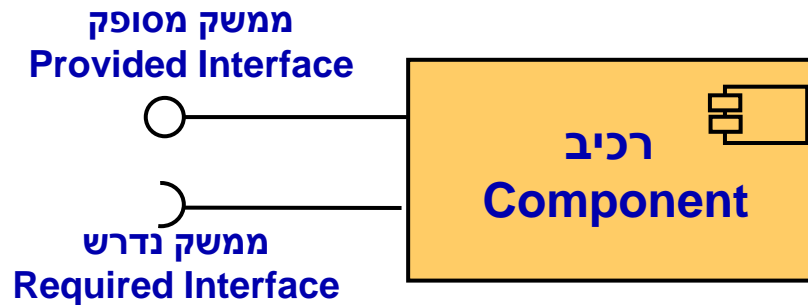 ממשק מסופק
Provided Interface
רכיב
Component
ממשק נדרש
Required Interface